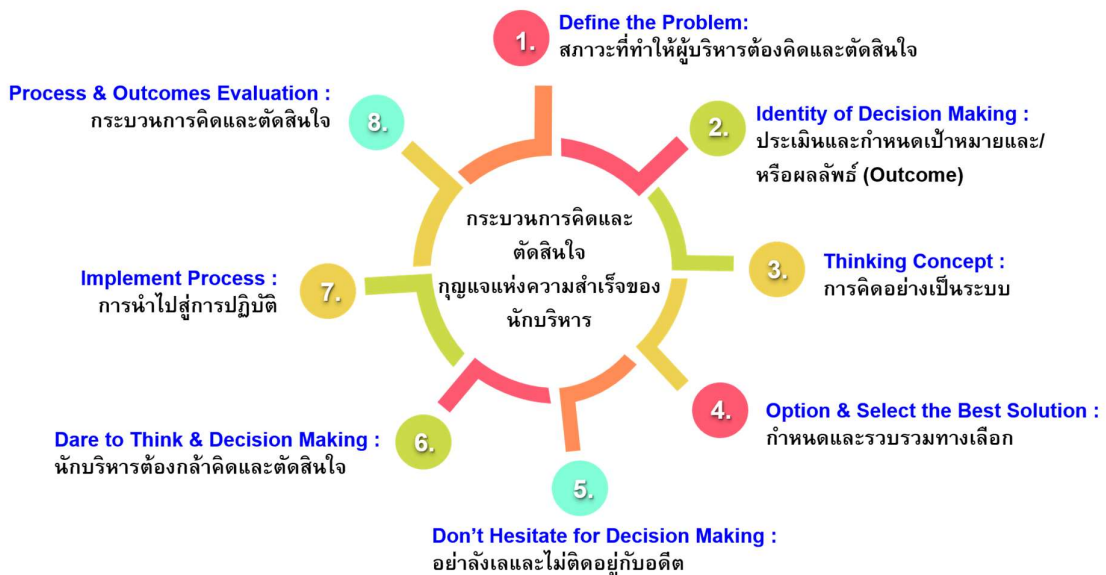 1.
Define the Problem:
สภาวะที่ทำให้ผู้บริหารต้องคิดและตัดสินใจ
2.
Identity of Decision Making :
ประเมินและกำหนดเป้าหมายและ/
หรือผลลัพธ์ (Outcome)
3.
Thinking Concept :
การคิดอย่างเป็นระบบ
4.
Option & Select the Best Solution :
กำหนดและรวบรวมทางเลือก
5.
Don’t Hesitate for Decision Making :
อย่าลังเลและไม่ติดอยู่กับอดีต
6.
Dare to Think & Decision Making :
นักบริหารต้องกล้าคิดและตัดสินใจ
7.
Implement Process :
การนำไปสู่การปฏิบัติ
8.
Process & Outcomes Evaluation :
กระบวนการคิดและตัดสินใจ
กระบวนการคิดและ
ตัดสินใจ
กุญแจแห่งความสำเร็จของ
นักบริหาร